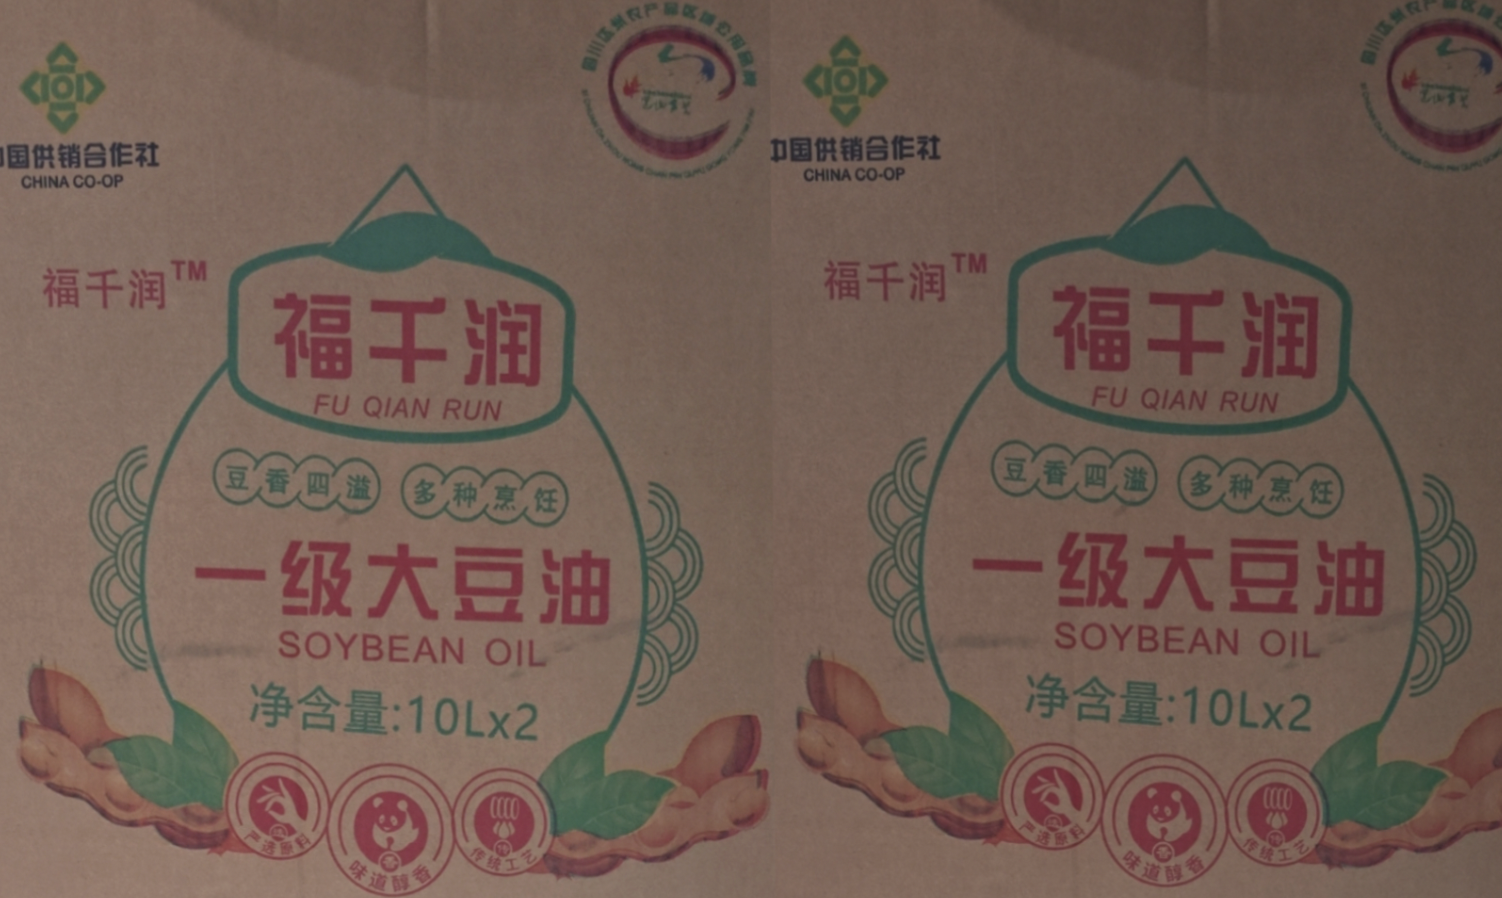 中国供销合作社
CHINA CO-OP
福千润™
福千润
FU QIAN RUN
豆香四溢 多种烹饪
一级大豆油
SOYBEAN OIL
净含量:10Lx2
严选原料
味道醇香
传统工艺
中国供销合作社
CHINA CO-OP
福千润™
福千润
FU QIAN RUN
豆香四溢 多种烹饪
一级大豆油
SOYBEAN OIL
净含量:10Lx2
严选原料
味道醇香
传统工艺